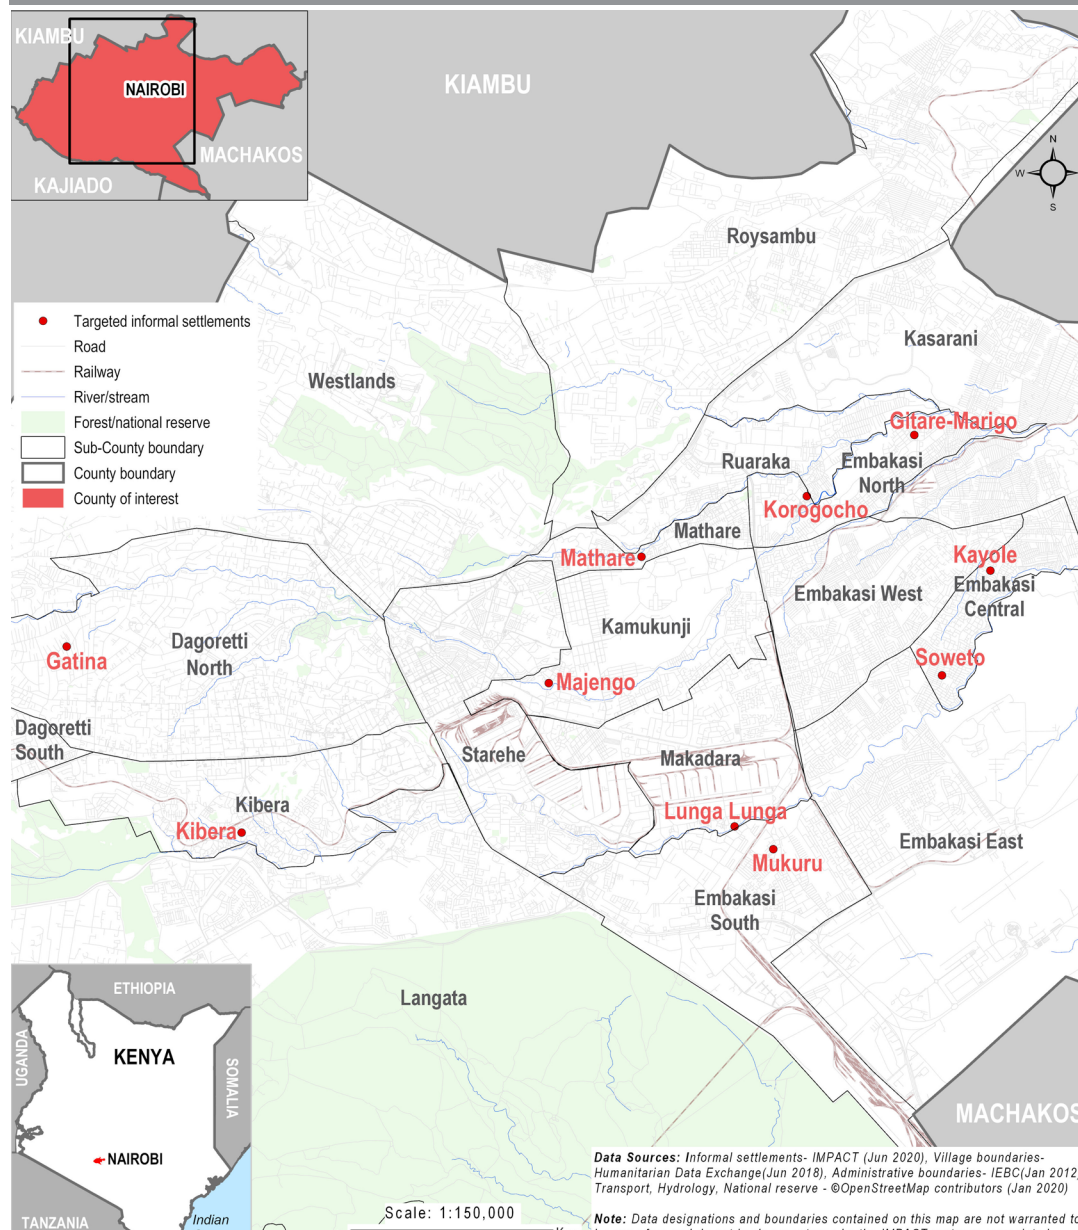 KIAMBU
NAIROBI
MACHAKOS
KAJIADO
KIAMBU
N
W
S
Roysambu
Targeted informal settlements
Road
Railway
River/stream
Forest/national reserve
Sub-County boundary
County boundary
County of interest
Westlands
Kasarani
Gitare-Marigo
Ruaraka
Embakasi
North
Korogocho
Mathare
Mathare
Kayole
Embakasi West
Embakasi
Central
Kamukunji
Dagoretti
North
Gatina
Soweto
Majengo
Dagoretti
South
Starehe
Makadara
Kibera
Lunga Lunga
Kibera
Embakasi East
Mukuru
Embakasi
South
Langata
ETHIOPIA
UGANDA
KENYA
SOMALIA
NAIROBI
TANZANIA
Indian
MACHAKOS
Data Sources: Informal settlements- IMPACT (Jun 2020), Village boundaries-
Humanitarian Data Exchange(Jun 2018), Administrative boundaries- IEBC(Jan 2012)
Transport, Hydrology, National reserve - ©OpenStreetMap contributors (Jan 2020)
Scale: 1:150,000
Note: Data designations and boundaries contained on this map are not warranted to